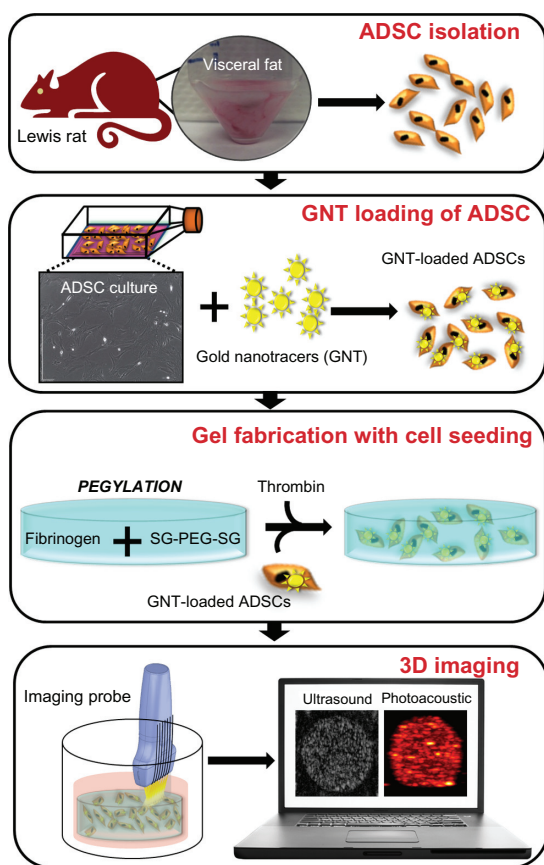 ADSC isolation
Visceral fat
Lewis rat
GNT loading of ADSC
ADSC culture
GNT-loaded ADSCs
Gold nanotracers (GNT)
Gel fabrication with cell seeding
PEGYLATION
Thrombin
Fibrinogen + SG-PEG-SG
GNT-loaded ADSCs
3D imaging
Imaging probe
Ultrasound Photoacoustic